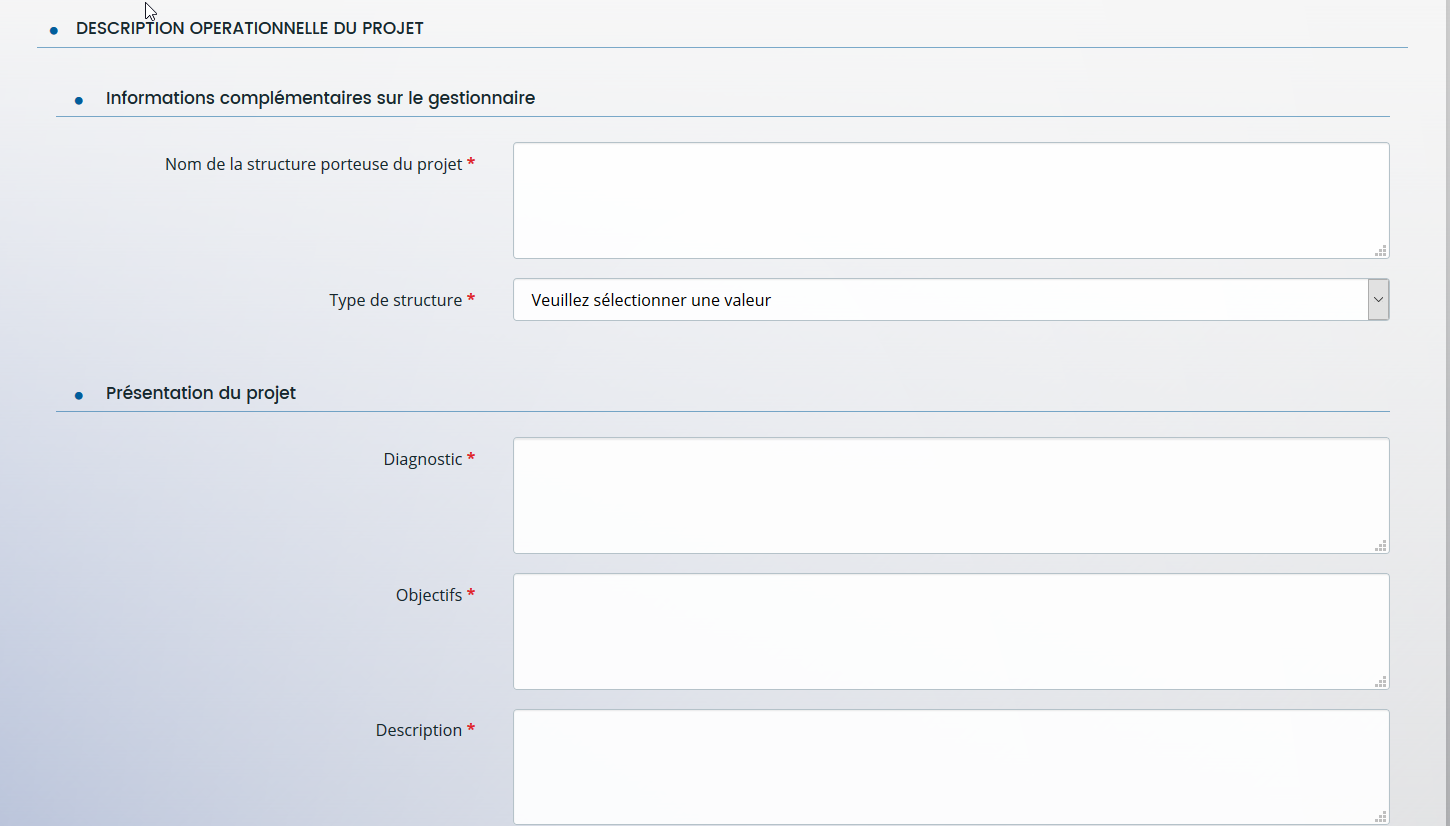 DESCRIPTION OPERATIONNELLE DU PROJET
Informations complémentaires sur le gestionnaire
Nom de la structure porteuse du projet *
Type de structure * Veuillez sélectionner une valeur
Présentation du projet
Diagnostic *
Objectifs *
Description *